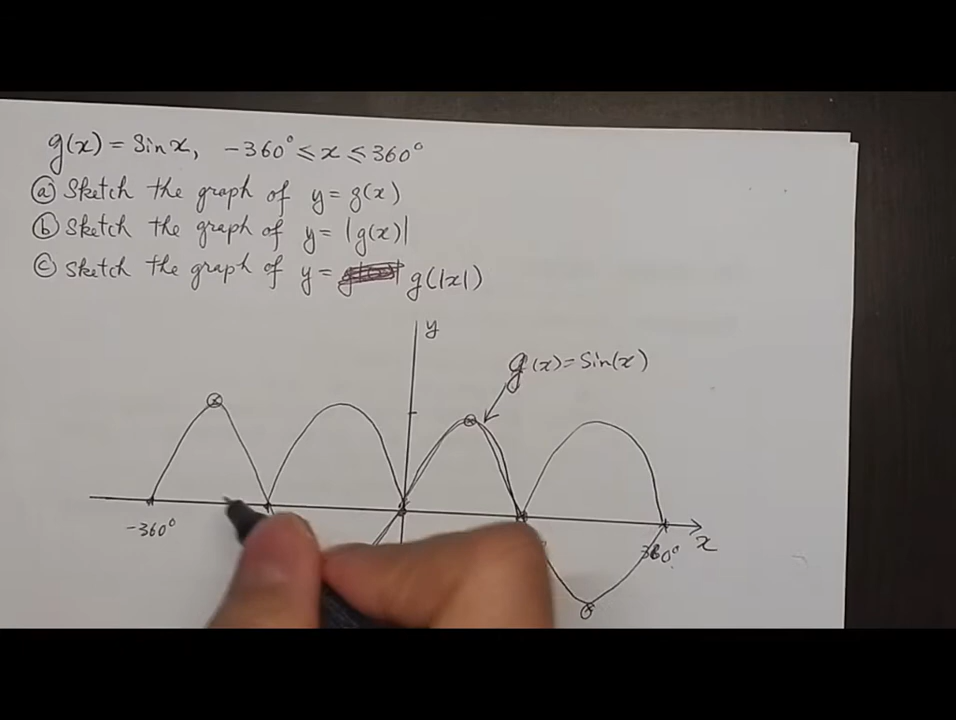 g(x) = Sin x, -360° ≤ x ≤ 360°
ⓐ Sketch the graph of y = g(x)
ⓑ Sketch the graph of y = |g(x)|
ⓒ Sketch the graph of y = g(|x|)
y
g(x) = Sin(x)
-360°
360°
x